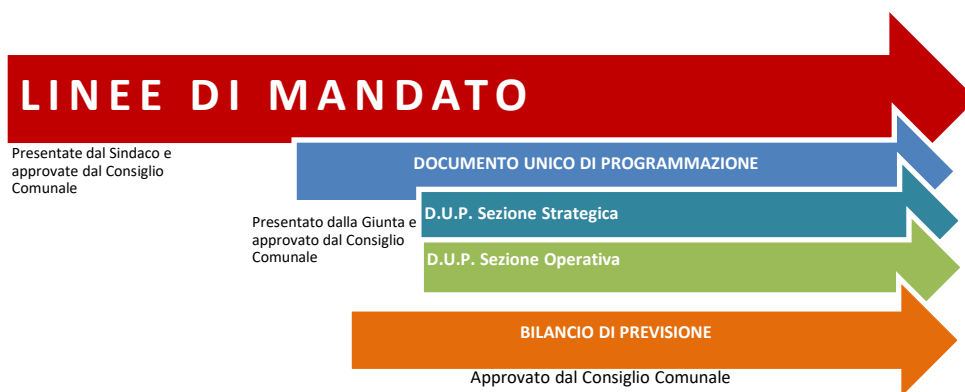 LINEE DI MANDATO
Presentate dal Sindaco e
approvate dal Consiglio
Comunale
DOCUMENTO UNICO DI PROGRAMMAZIONE
Presentato dalla Giunta e
approvato dal Consiglio
Comunale
D.U.P. Sezione Strategica
D.U.P. Sezione Operativa
BILANCIO DI PREVISIONE
Approvato dal Consiglio Comunale